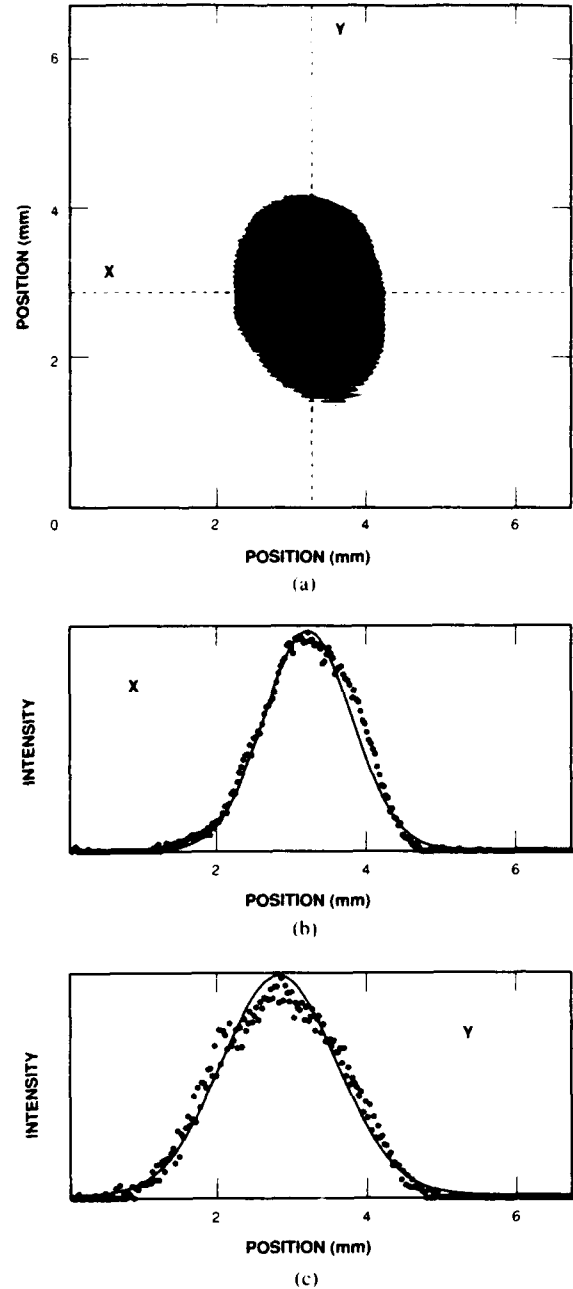 Y
6
4
X
2
0
2
4
6
POSITION (mm)
POSITION (mm)
(a)
X
INTENSITY
2
4
6
POSITION (mm)
(b)
Y
INTENSITY
2
4
6
POSITION (mm)
(c)